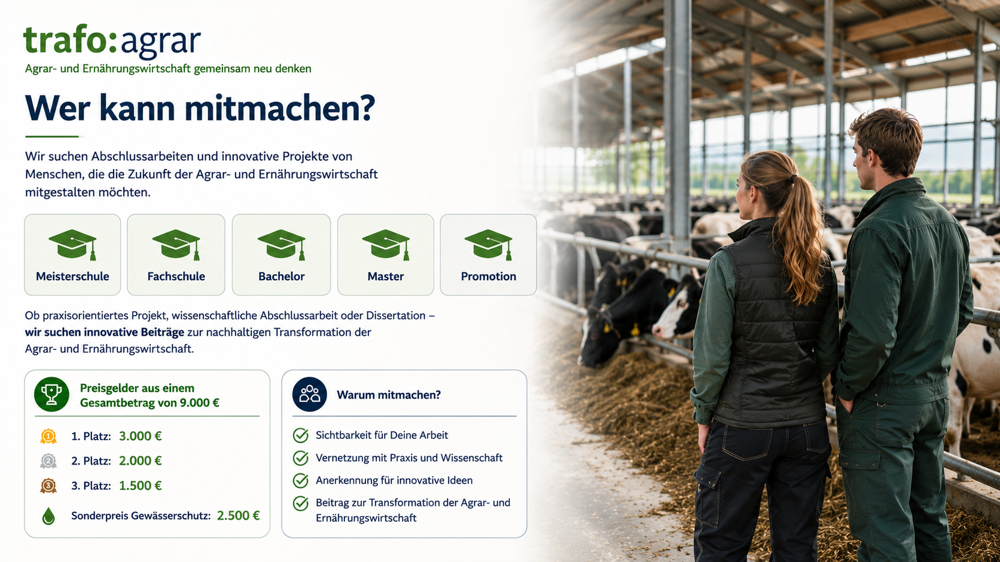 trafo:agrar
Agrar- und Ernährungswirtschaft gemeinsam neu denken
Wer kann mitmachen?
Wir suchen Abschlussarbeiten und innovative Projekte von
Menschen, die die Zukunft der Agrar- und Ernährungswirtschaft
mitgestalten möchten.
Meisterschule
Fachschule
Bachelor
Master
Promotion
Ob praxisorientiertes Projekt, wissenschaftliche Abschlussarbeit oder Dissertation –
wir suchen innovative Beiträge zur nachhaltigen Transformation der
Agrar- und Ernährungswirtschaft.
Preisgelder aus einem
Gesamtbetrag von 9.000 €
1 1. Platz: 3.000 €
2 2. Platz: 2.000 €
3 3. Platz: 1.500 €
Sonderpreis Gewässerschutz: 2.500 €
Warum mitmachen?
Sichtbarkeit für Deine Arbeit
Vernetzung mit Praxis und Wissenschaft
Anerkennung für innovative Ideen
Beitrag zur Transformation der Agrar- und
Ernährungswirtschaft